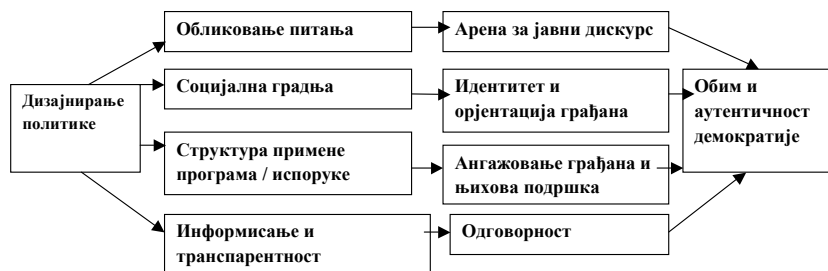 Обликовање питања
Арена за јавни дискурс
Социјална градња
Идентитет и
орјентација грађана
Дизајнирање
политике
Обим и
аутентичност
демократије
Структура примене
програма / испоруке
Ангажовање грађана и
њихова подршка
Информисање и
транспарентност
Одговорност